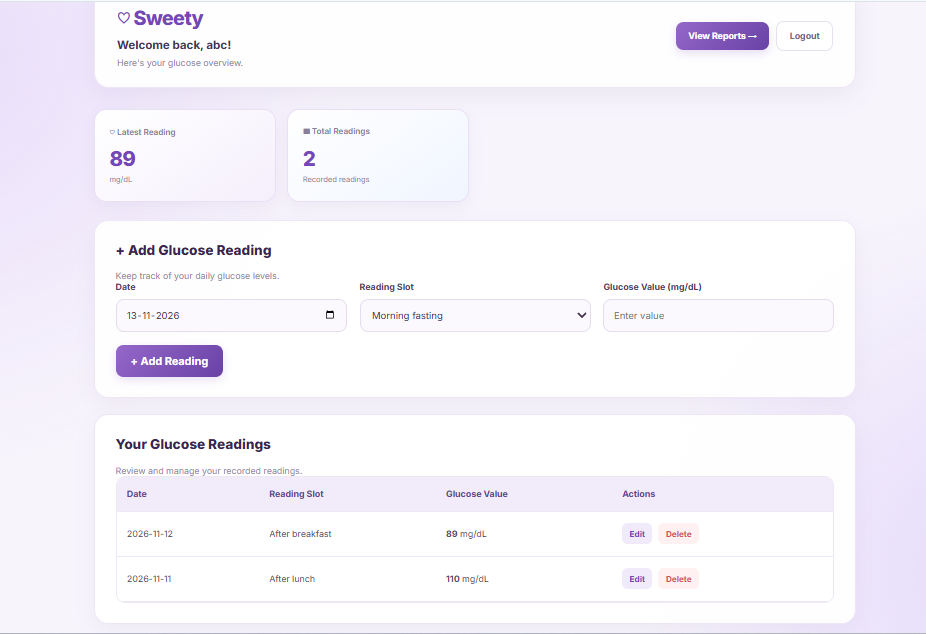 ♡ Sweety
Welcome back, abc!
Here's your glucose overview.
View Reports →
Logout
♡ Latest Reading
89
mg/dL
Total Readings
2
Recorded readings
+ Add Glucose Reading
Keep track of your daily glucose levels.
Date
Reading Slot
Glucose Value (mg/dL)
13-11-2026
Morning fasting
Enter value
+ Add Reading
Your Glucose Readings
Review and manage your recorded readings.
Date Reading Slot Glucose Value Actions
2026-11-12 After breakfast 89 mg/dL Edit Delete
2026-11-11 After lunch 110 mg/dL Edit Delete